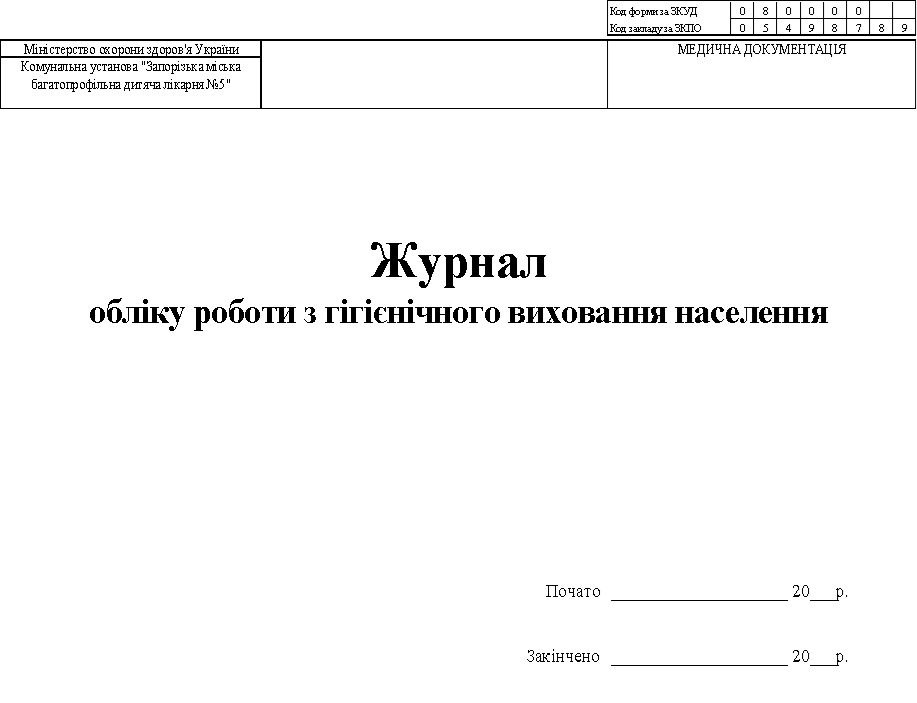 Код форми за ЗКУД 0 8 0 0 0 0
Код закладу за ЗКПО 0 5 4 9 8 7 8 9
Міністерство охорони здоров'я України
МЕДИЧНА ДОКУМЕНТАЦІЯ
Комунальна установа "Запорізька міська
багатопрофільна дитяча лікарня №5"
Журнал
обліку роботи з гігієнічного виховання населення
Почато ____________________ 20___р.
Закінчено ____________________ 20___р.